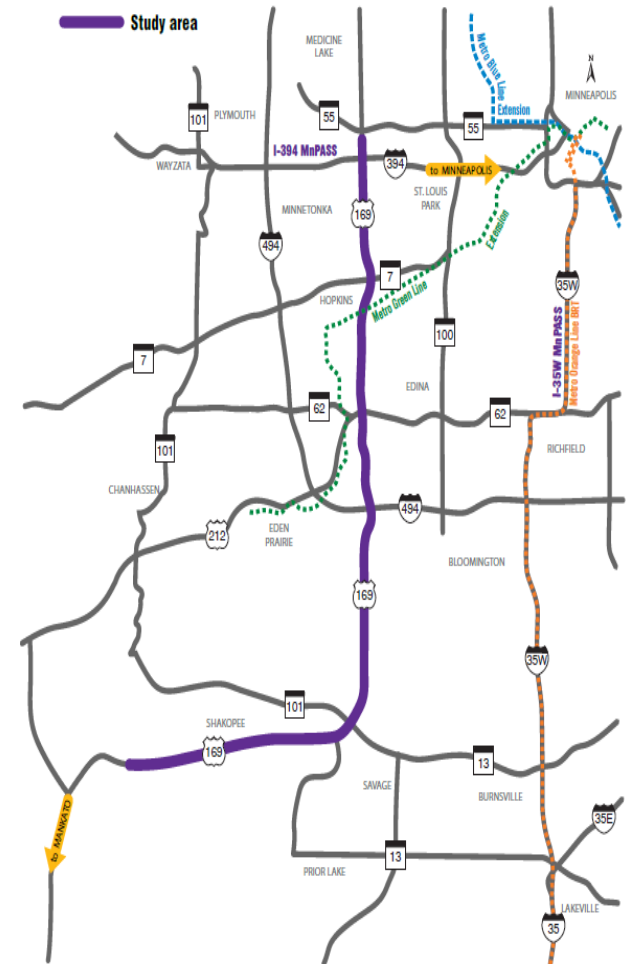 Study area
MEDICINE
LAKE
Metro Blue Line
Extension
N
MINNEAPOLIS
101
PLYMOUTH
55
55
WAYZATA
I-394 MnPASS
394
to MINNEAPOLIS
ST. LOUIS
PARK
MINNETONKA
169
494
Extension
7
HOPKINS
Metro Green Line
35W
I-35W MnPASS
Metro Orange Line BRT
100
7
EDINA
62
62
101
RICHFIELD
CHANHASSEN
494
EDEN
PRAIRIE
212
BLOOMINGTON
169
35W
101
SHAKOPEE
169
13
SAVAGE
BURNSVILLE
35E
to MANKATO
13
PRIOR LAKE
LAKEVILLE
35